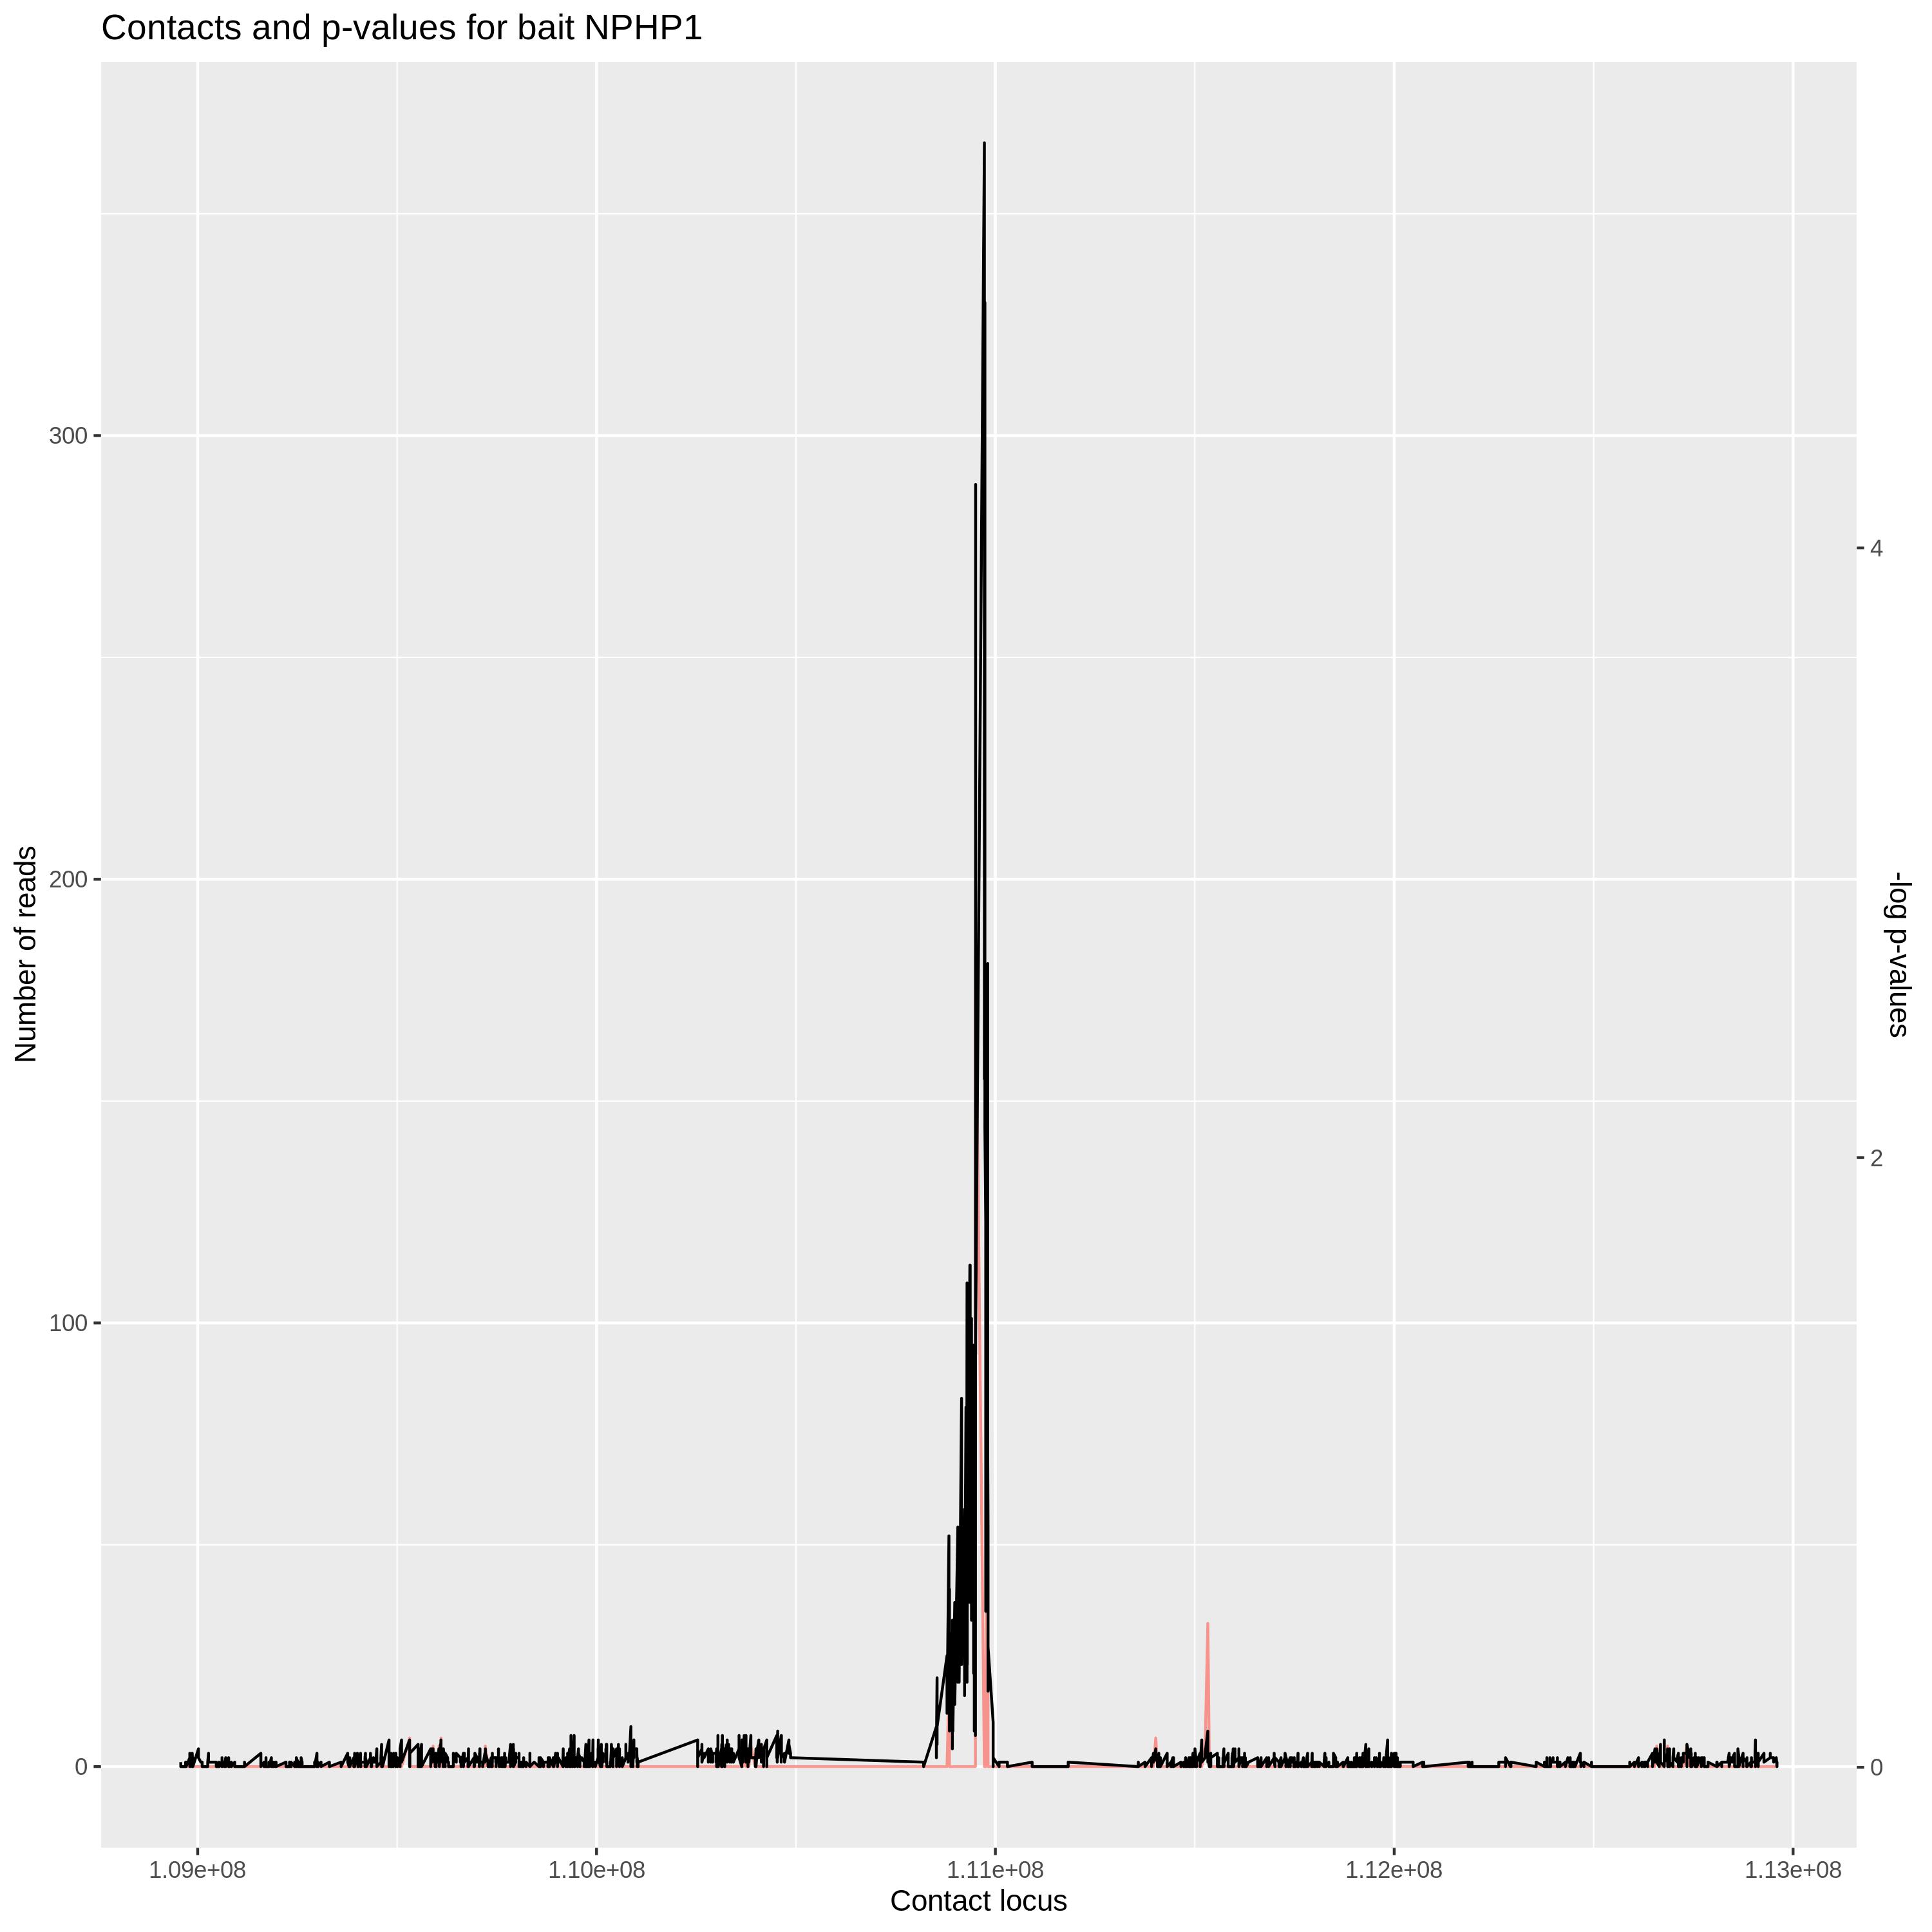 Contacts and p-values for bait NPHP1
300
200
100
0
Number of reads
4
2
0
-log p-values
1.09e+08
1.10e+08
1.11e+08
1.12e+08
1.13e+08
Contact locus